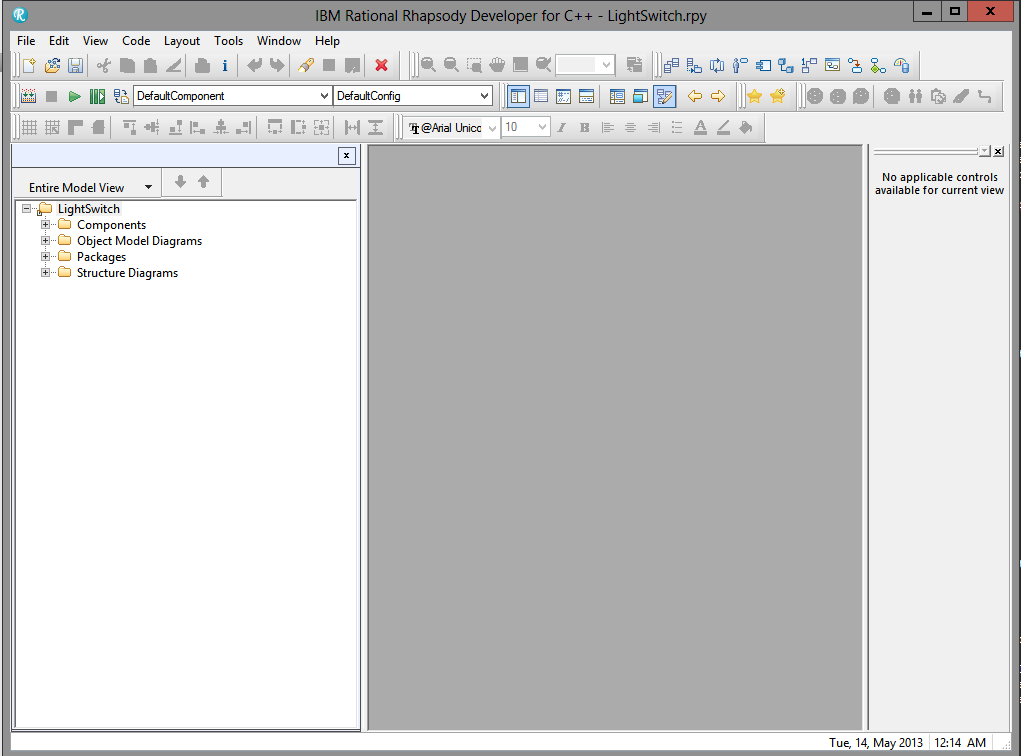 IBM Rational Rhapsody Developer for C++ - LightSwitch.rpy
File Edit View Code Layout Tools Window Help
DefaultComponent DefaultConfig
@Arial Unico 10
Entire Model View
LightSwitch
Components
Object Model Diagrams
Packages
Structure Diagrams
No applicable controls
available for current view
Tue, 14, May 2013 12:14 AM